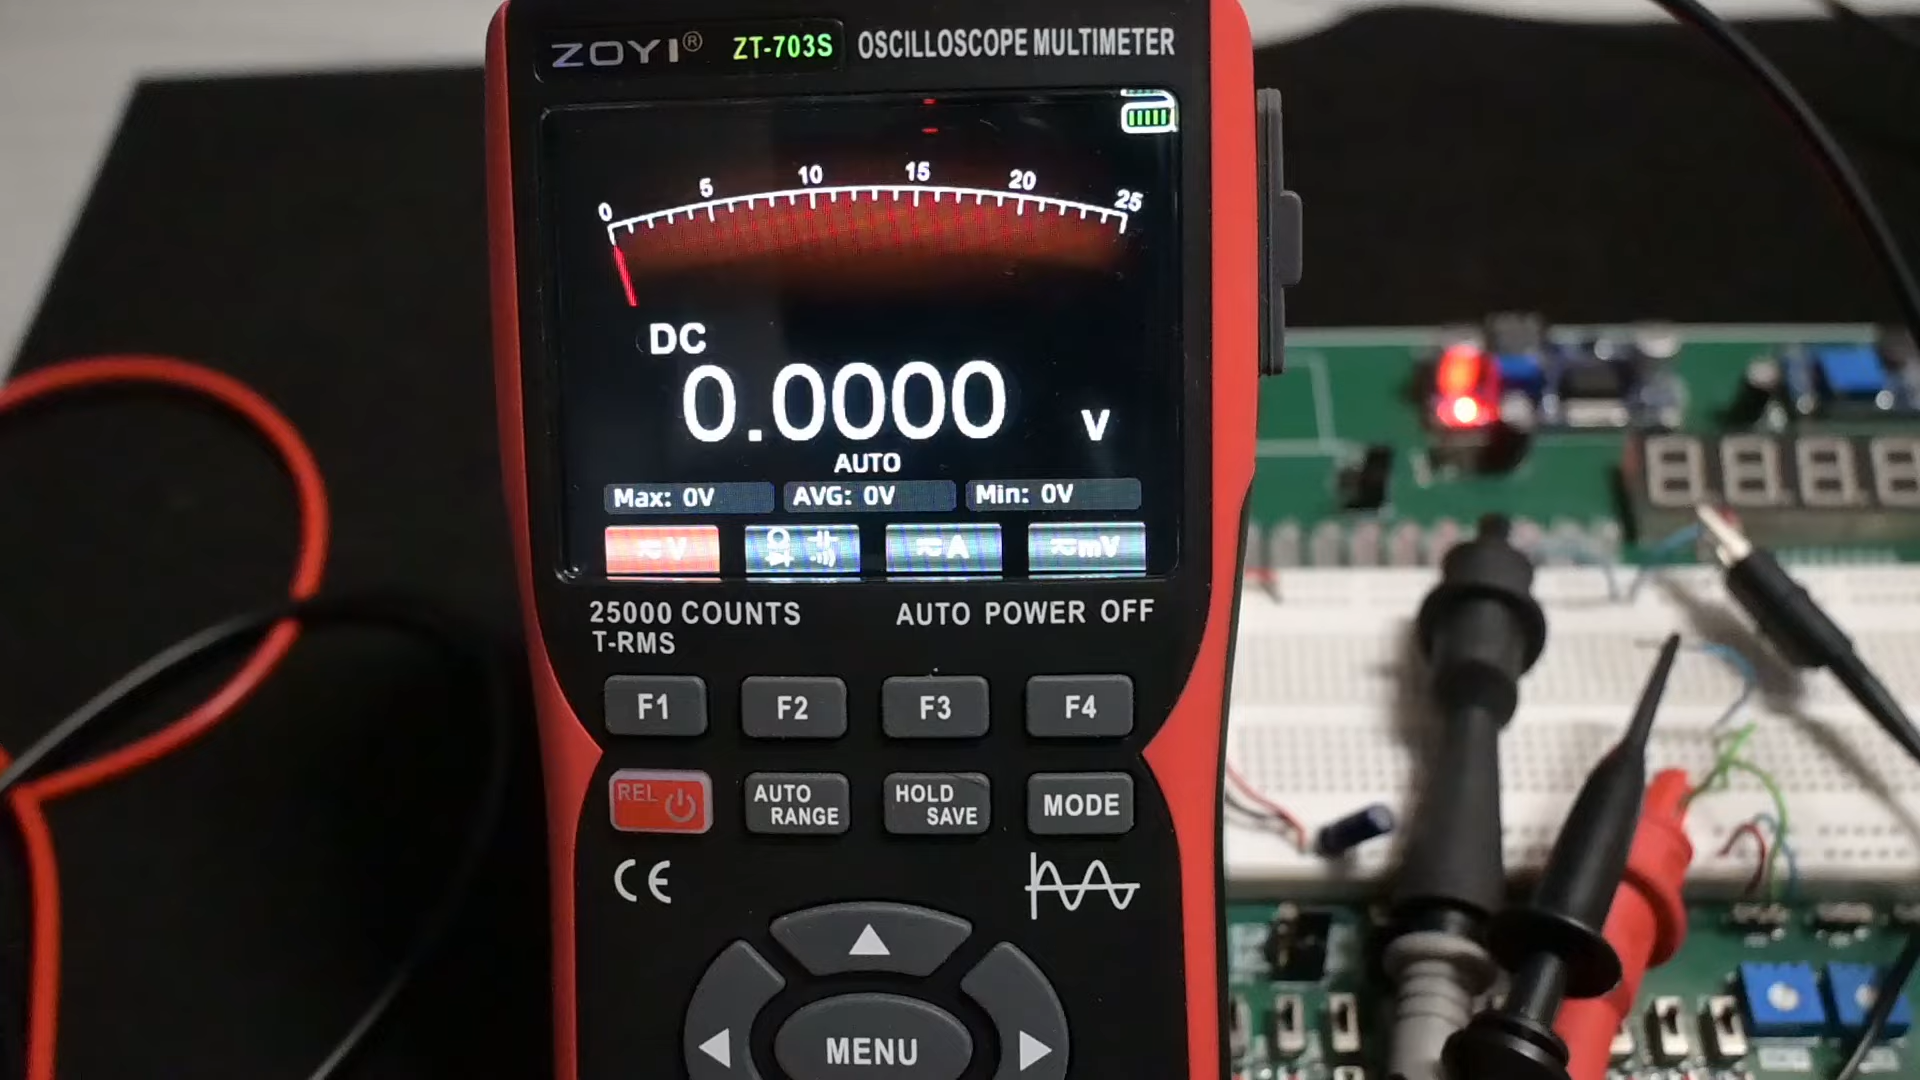 ZOYI® ZT-703S OSCILLOSCOPE MULTIMETER
0 5 10 15 20 25
DC
0.0000 V
AUTO
Max: 0V AVG: 0V Min: 0V
V A mV
25000 COUNTS AUTO POWER OFF
T-RMS
F1 F2 F3 F4
REL AUTO RANGE HOLD SAVE MODE
CE
MENU